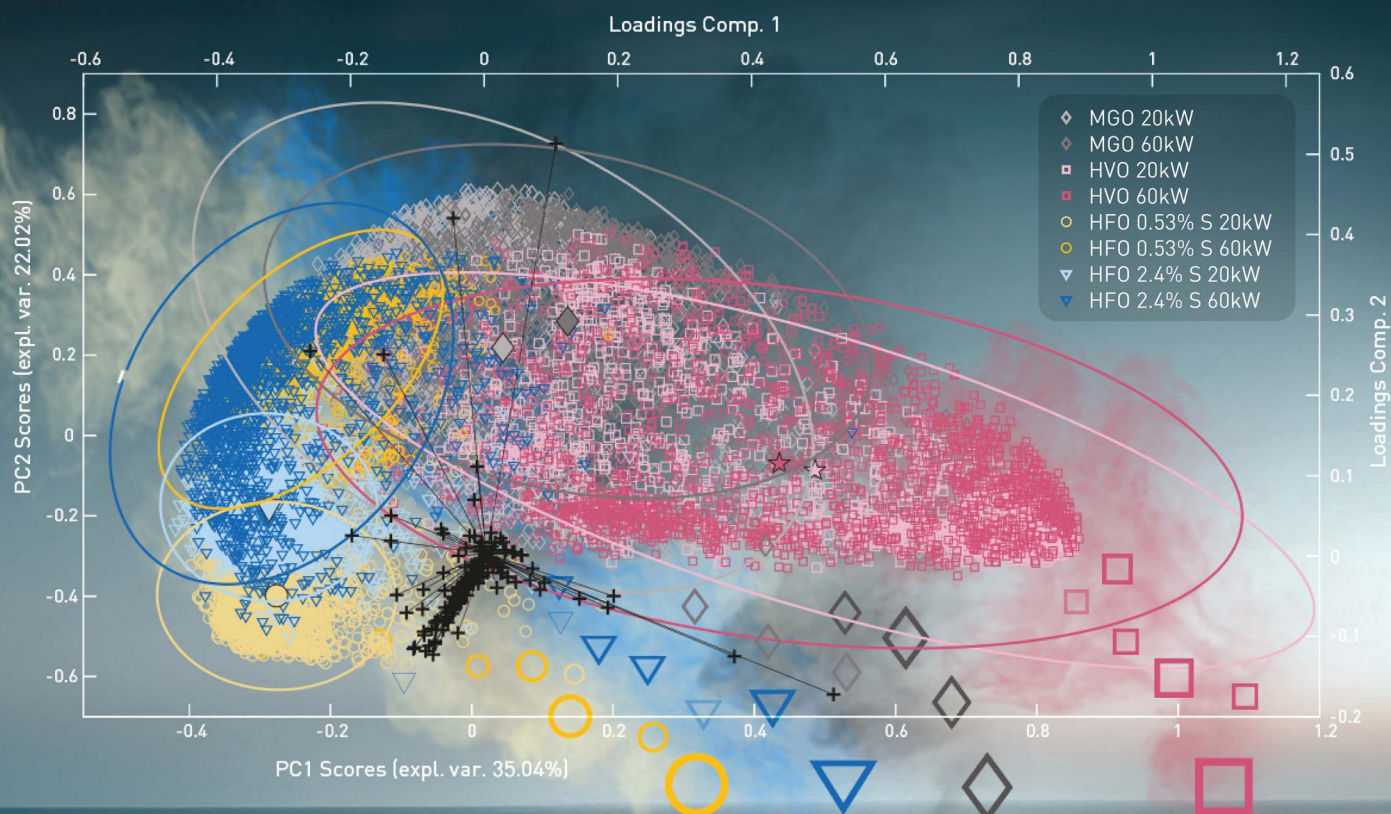 Loadings Comp. 1
-0.6 -0.4 -0.2 0 0.2 0.4 0.6 0.8 1 1.2
0.6
0.8
MGO 20kW
MGO 60kW
0.5
HVO 20kW
0.6
HVO 60kW
HFO 0.53% S 20kW
0.4
HFO 0.53% S 60kW
0.4
HFO 2.4% S 20kW
HFO 2.4% S 60kW
0.3
0.2
0.2
0
0.1
-0.2
0
-0.4
-0.1
-0.6
-0.2
PC2 Scores (expl. var. 22.02%)
Loadings Comp. 2
-0.4 -0.2 0 0.2 0.4 0.6 0.8 1 1.2
PC1 Scores (expl. var. 35.04%)